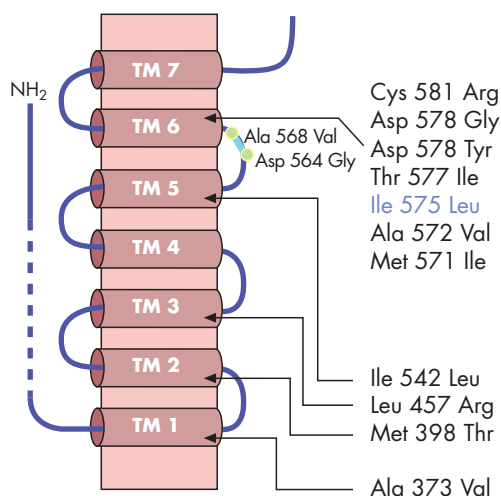 TM 7
NH2
TM 6
Ala 568 Val
Asp 564 Gly
TM 5
TM 4
TM 3
TM 2
TM 1
Cys 581 Arg
Asp 578 Gly
Asp 578 Tyr
Thr 577 Ile
Ile 575 Leu
Ala 572 Val
Met 571 Ile
Ile 542 Leu
Leu 457 Arg
Met 398 Thr
Ala 373 Val